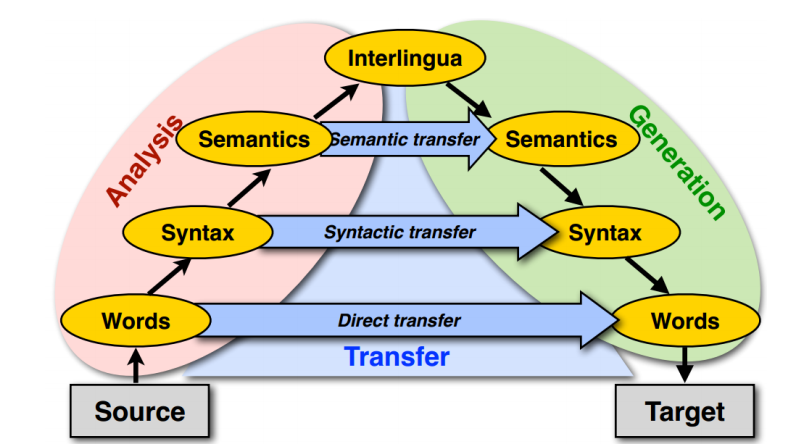 Interlingua
Analysis
Semantics
Semantic transfer
Semantics
Generation
Syntax
Syntactic transfer
Syntax
Words
Direct transfer
Words
Transfer
Source
Target